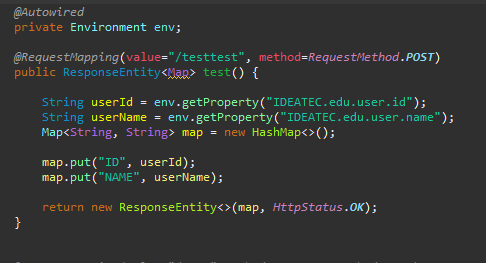 @Autowired
private Environment env;
@RequestMapping(value="/testtest", method=RequestMethod.POST)
public ResponseEntity<Map> test() {
String userId = env.getProperty("IDEATEC.edu.user.id");
String userName = env.getProperty("IDEATEC.edu.user.name");
Map<String, String> map = new HashMap<>();
map.put("ID", userId);
map.put("NAME", userName);
return new ResponseEntity<>(map, HttpStatus.OK);
}